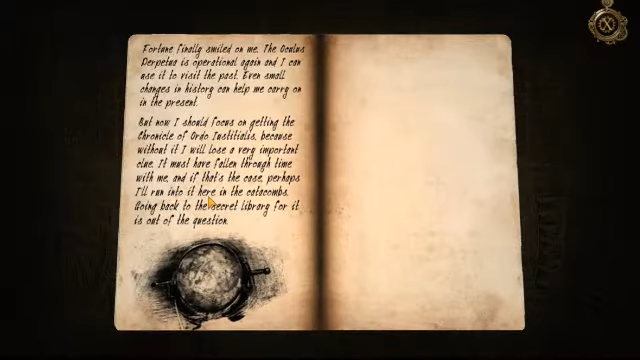 Fortune finally smiled on me. The Oculus
Perpetua is operational again and I can
use it to visit the past. Even small
changes in history can help me carry on
in the present.
But now I should focus on getting the
Chronicle of Ordo Iustitialis, because
without it I will lose a very important
clue. It must have fallen through time
with me, and if that's the case, perhaps
I'll run into it here in the catacombs.
Going back to the secret library for it
is out of the question.
X